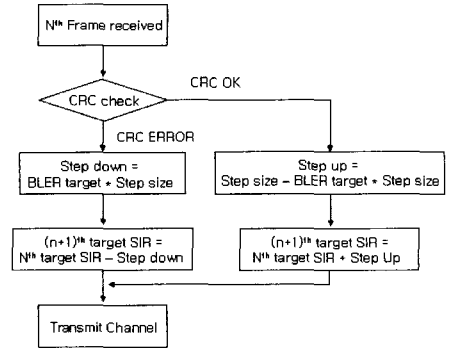 Nth Frame received
CRC check
CRC OK
CRC ERROR
Step down =
BLER target * Step size
Step up =
Step size – BLER target * Step size
(n+1)th target SIR =
Nth target SIR – Step down
(n+1)th target SIR =
Nth target SIR + Step Up
Transmit Channel